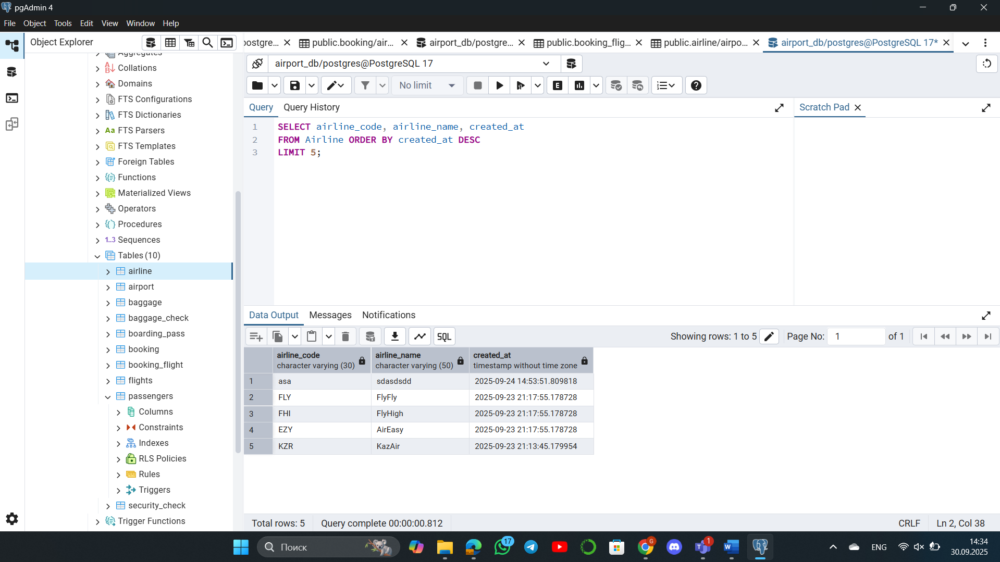 pgAdmin 4
File Object Tools Edit View Window Help
Object Explorer
postgre...
public.booking/air...
airport_db/postgre...
public.booking_flig...
public.airline/airpo...
airport_db/postgres@PostgreSQL 17*
airport_db/postgres@PostgreSQL 17
No limit
E
Query Query History
Scratch Pad
1 SELECT airline_code, airline_name, created_at
2 FROM Airline ORDER BY created_at DESC
3 LIMIT 5;
Aggregates
Collations
Domains
FTS Configurations
FTS Dictionaries
Aa FTS Parsers
FTS Templates
Foreign Tables
Functions
Materialized Views
Operators
Procedures
1..3 Sequences
Tables (10)
airline
airport
baggage
baggage_check
boarding_pass
booking
booking_flight
flights
passengers
Columns
Constraints
Indexes
RLS Policies
Rules
Triggers
security_check
Trigger Functions
Data Output Messages Notifications
SQL
Showing rows: 1 to 5
Page No: 1 of 1
airline_code character varying (30)
airline_name character varying (50)
created_at timestamp without time zone
1 asa sdasdsdd 2025-09-24 14:53:51.809818
2 FLY FlyFly 2025-09-23 21:17:55.178728
3 FHI FlyHigh 2025-09-23 21:17:55.178728
4 EZY AirEasy 2025-09-23 21:17:55.178728
5 KZR KazAir 2025-09-23 21:13:45.179954
Total rows: 5 Query complete 00:00:00.812
CRLF Ln 2, Col 38
Поиск
17
G
1
W
ENG
14:34
30.09.2025